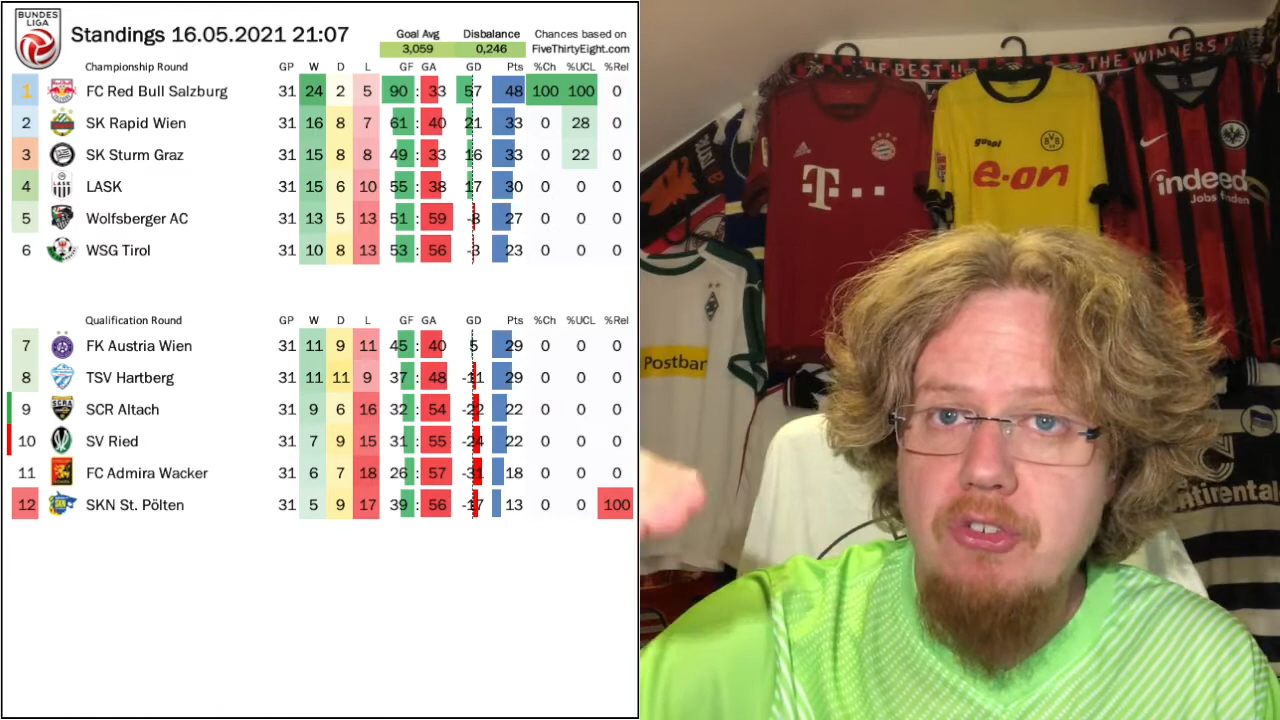 BUNDES
LIGA
Standings 16.05.2021 21:07
Goal Avg Disbalance Chances based on
3,059 0,246 FiveThirtyEight.com
Championship Round GP W D L GF GA GD Pts %Ch %UCL %Rel
1 FC Red Bull Salzburg 31 24 2 5 90 : 33 57 48 100 100 0
2 SK Rapid Wien 31 16 8 7 61 : 40 21 33 0 28 0
3 SK Sturm Graz 31 15 8 8 49 : 33 16 33 0 22 0
4 LASK 31 15 6 10 55 : 38 17 30 0 0 0
5 Wolfsberger AC 31 13 5 13 51 : 59 -8 27 0 0 0
6 WSG Tirol 31 10 8 13 53 : 56 -3 23 0 0 0
Qualification Round GP W D L GF GA GD Pts %Ch %UCL %Rel
7 FK Austria Wien 31 11 9 11 45 : 40 5 29 0 0 0
8 TSV Hartberg 31 11 11 9 37 : 48 -11 29 0 0 0
9 SCR Altach 31 9 6 16 32 : 54 -22 22 0 0 0
10 SV Ried 31 7 9 15 31 : 55 -24 22 0 0 0
11 FC Admira Wacker 31 6 7 18 26 : 57 -31 18 0 0 0
12 SKN St. Pölten 31 5 9 17 39 : 56 -17 13 0 0 100
THE BEST !! THE WINNERS !!
goool
BVB
e·on
T
indeed
Jobs finden
Postban
ntinental